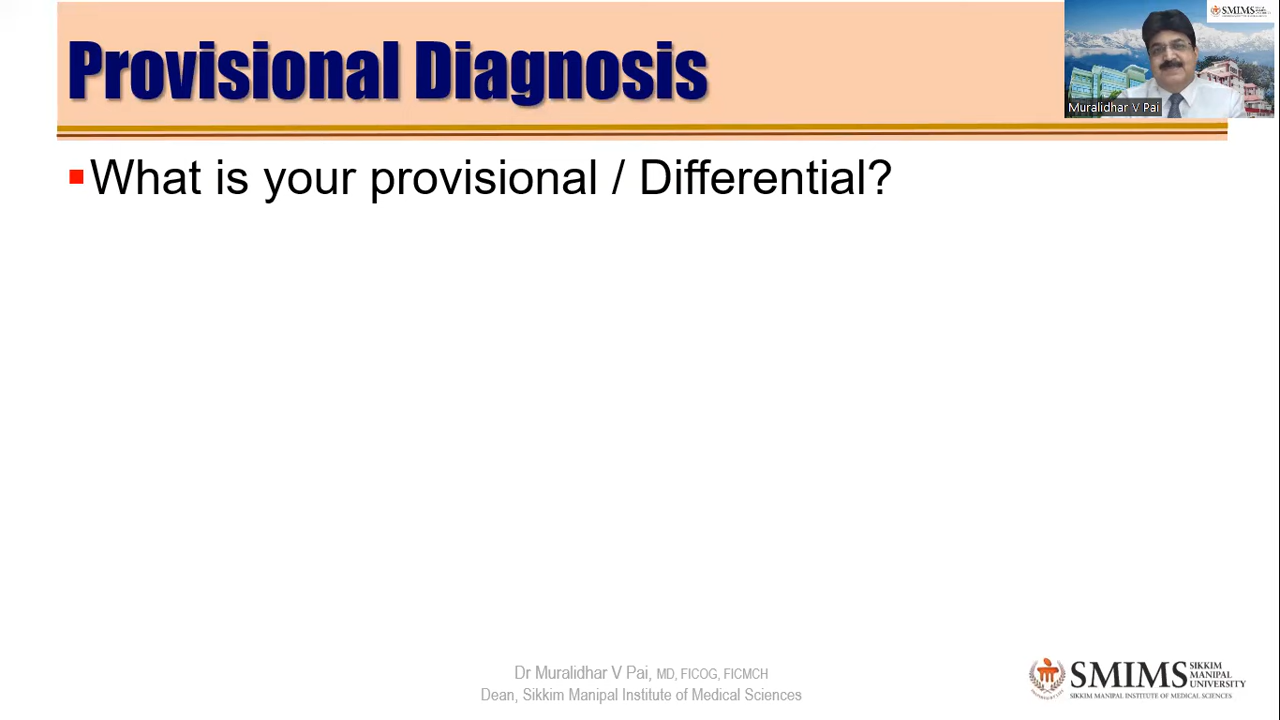 Provisional Diagnosis
SMIMS
Muralidhar V Pai
What is your provisional / Differential?
Dr Muralidhar V Pai, MD, FICOG, FICMCH
Dean, Sikkim Manipal Institute of Medical Sciences
SMIMS SIKKIM MANIPAL UNIVERSITY
SIKKIM MANIPAL INSTITUTE OF MEDICAL SCIENCES